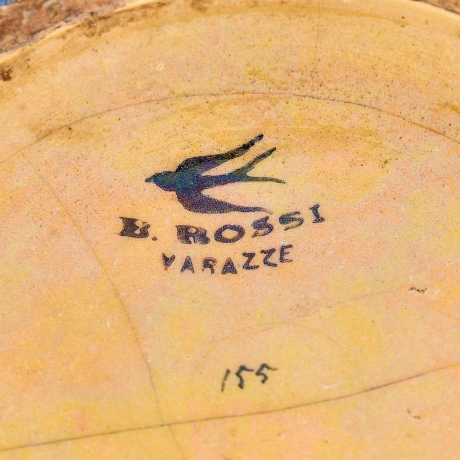 B. ROSSI
VARAZZE
155